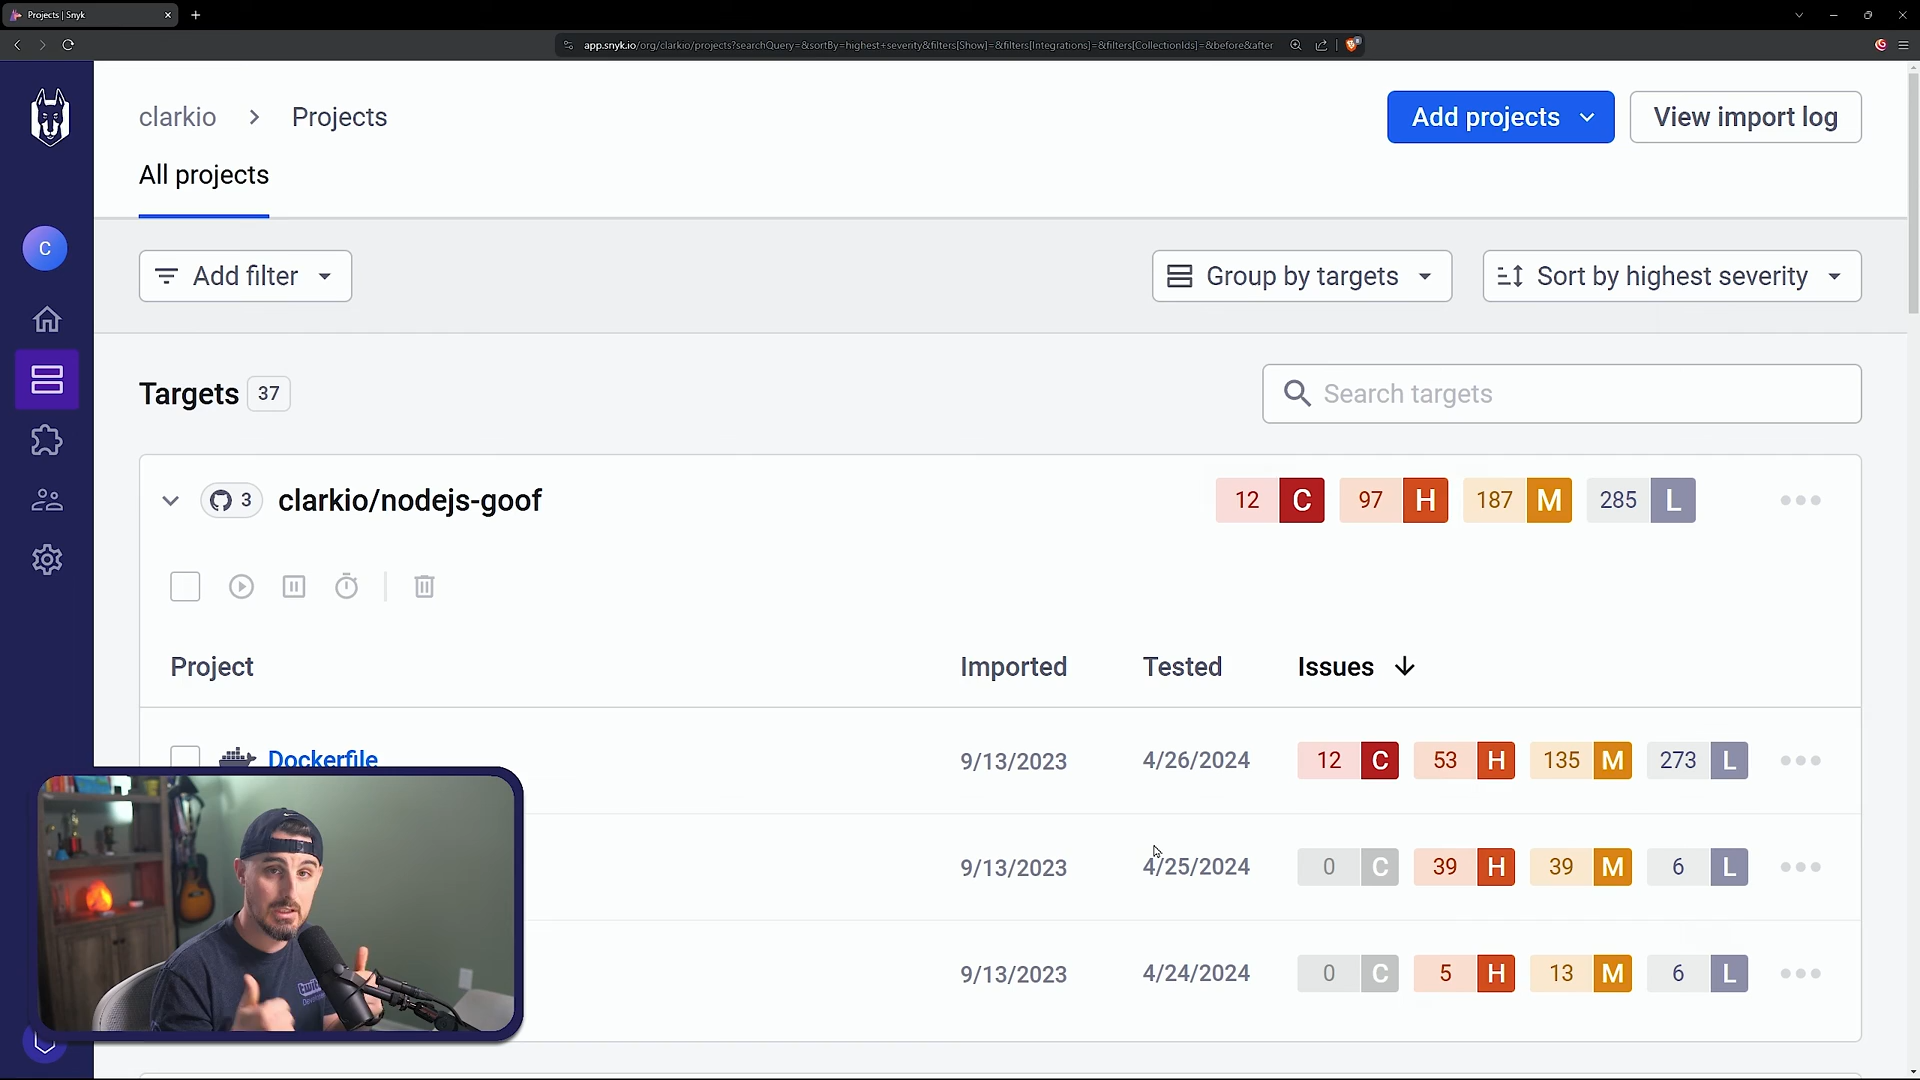 Projects | Snyk
app.snyk.io/org/clarkio/projects?searchQuery=&sortBy=highest+severity&filters[Show]=&filters[Integrations]=&filters[CollectionIds]=&before&after
clarkio > Projects
Add projects
View import log
All projects
C
Add filter
Group by targets
Sort by highest severity
Targets 37
Search targets
3 clarkio/nodejs-goof 12 C 97 H 187 M 285 L
Project Imported Tested Issues
Dockerfile 9/13/2023 4/26/2024 12 C 53 H 135 M 273 L
9/13/2023 4/25/2024 0 C 39 H 39 M 6 L
9/13/2023 4/24/2024 0 C 5 H 13 M 6 L